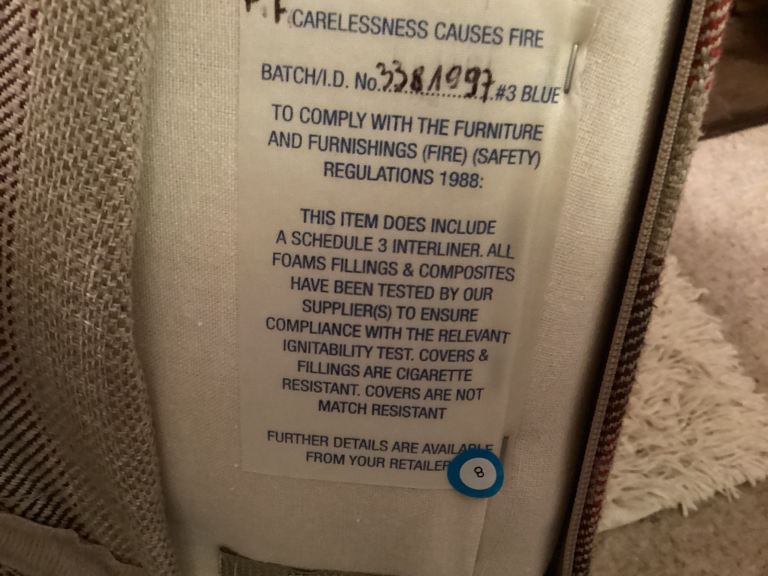 CARELESSNESS CAUSES FIRE
BATCH/I.D. No. 3381997 #3 BLUE
TO COMPLY WITH THE FURNITURE
AND FURNISHINGS (FIRE) (SAFETY)
REGULATIONS 1988:
THIS ITEM DOES INCLUDE
A SCHEDULE 3 INTERLINER. ALL
FOAMS FILLINGS & COMPOSITES
HAVE BEEN TESTED BY OUR
SUPPLIER(S) TO ENSURE
COMPLIANCE WITH THE RELEVANT
IGNITABILITY TEST. COVERS &
FILLINGS ARE CIGARETTE
RESISTANT. COVERS ARE NOT
MATCH RESISTANT
FURTHER DETAILS ARE AVAILABLE
FROM YOUR RETAILER
8